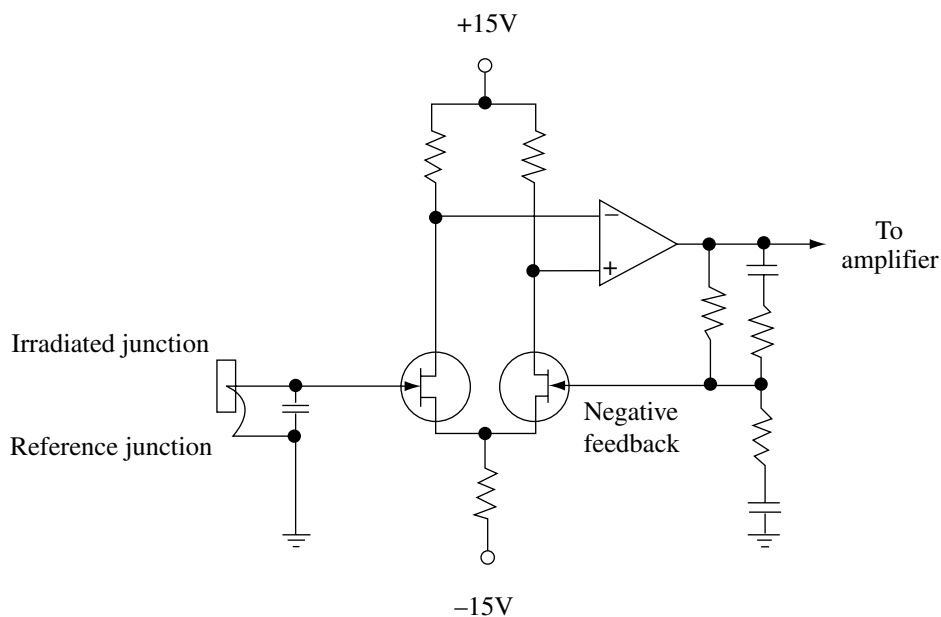 +15V
−
+
To
amplifier
Irradiated junction
Reference junction
Negative
feedback
–15V